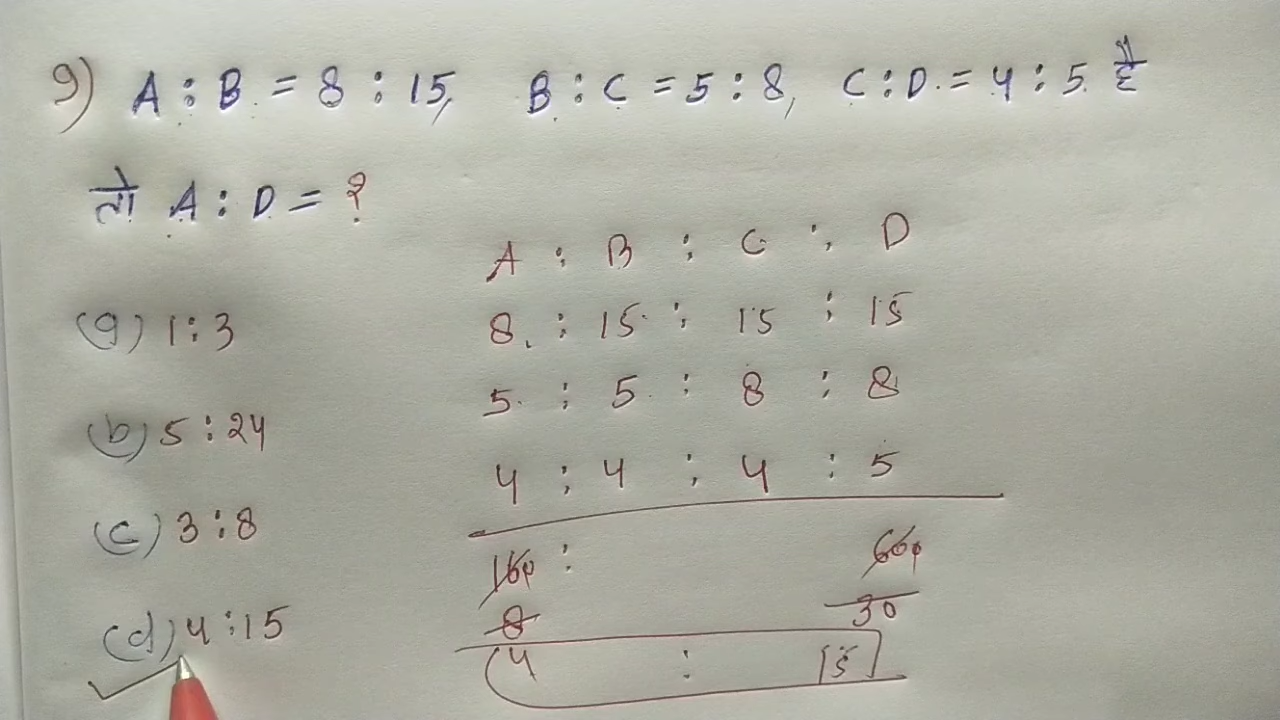 9) A : B = 8 : 15, B : C = 5 : 8, C : D = 4 : 5 है
तो A : D = ?
(a) 1 : 3
(b) 5 : 24
(c) 3 : 8
(d) 4 : 15
A : B : C : D
8 : 15 : 15 : 15
5 : 5 : 8 : 8
4 : 4 : 4 : 5
160 : 600
8 30
4 : 15